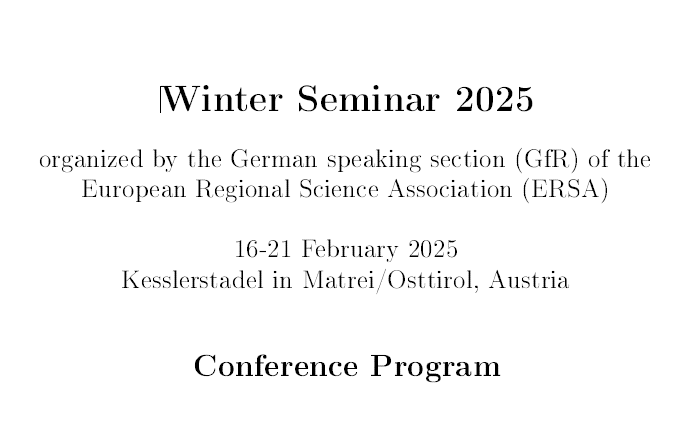 Winter Seminar 2025
organized by the German speaking section (GfR) of the
European Regional Science Association (ERSA)
16-21 February 2025
Kesslerstadel in Matrei/Osttirol, Austria
Conference Program